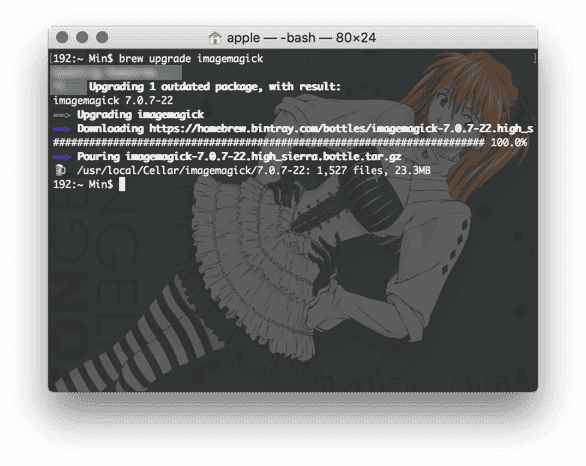 apple — -bash — 80×24
192:~ Min$ brew upgrade imagemagick
Upgrading 1 outdated package, with result:
imagemagick 7.0.7-22
Upgrading imagemagick
Downloading https://homebrew.bintray.com/bottles/imagemagick-7.0.7-22.high_s
######################################################################## 100.0%
Pouring imagemagick-7.0.7-22.high_sierra.bottle.tar.gz
/usr/local/Cellar/imagemagick/7.0.7-22: 1,527 files, 23.3MB
192:~ Min$